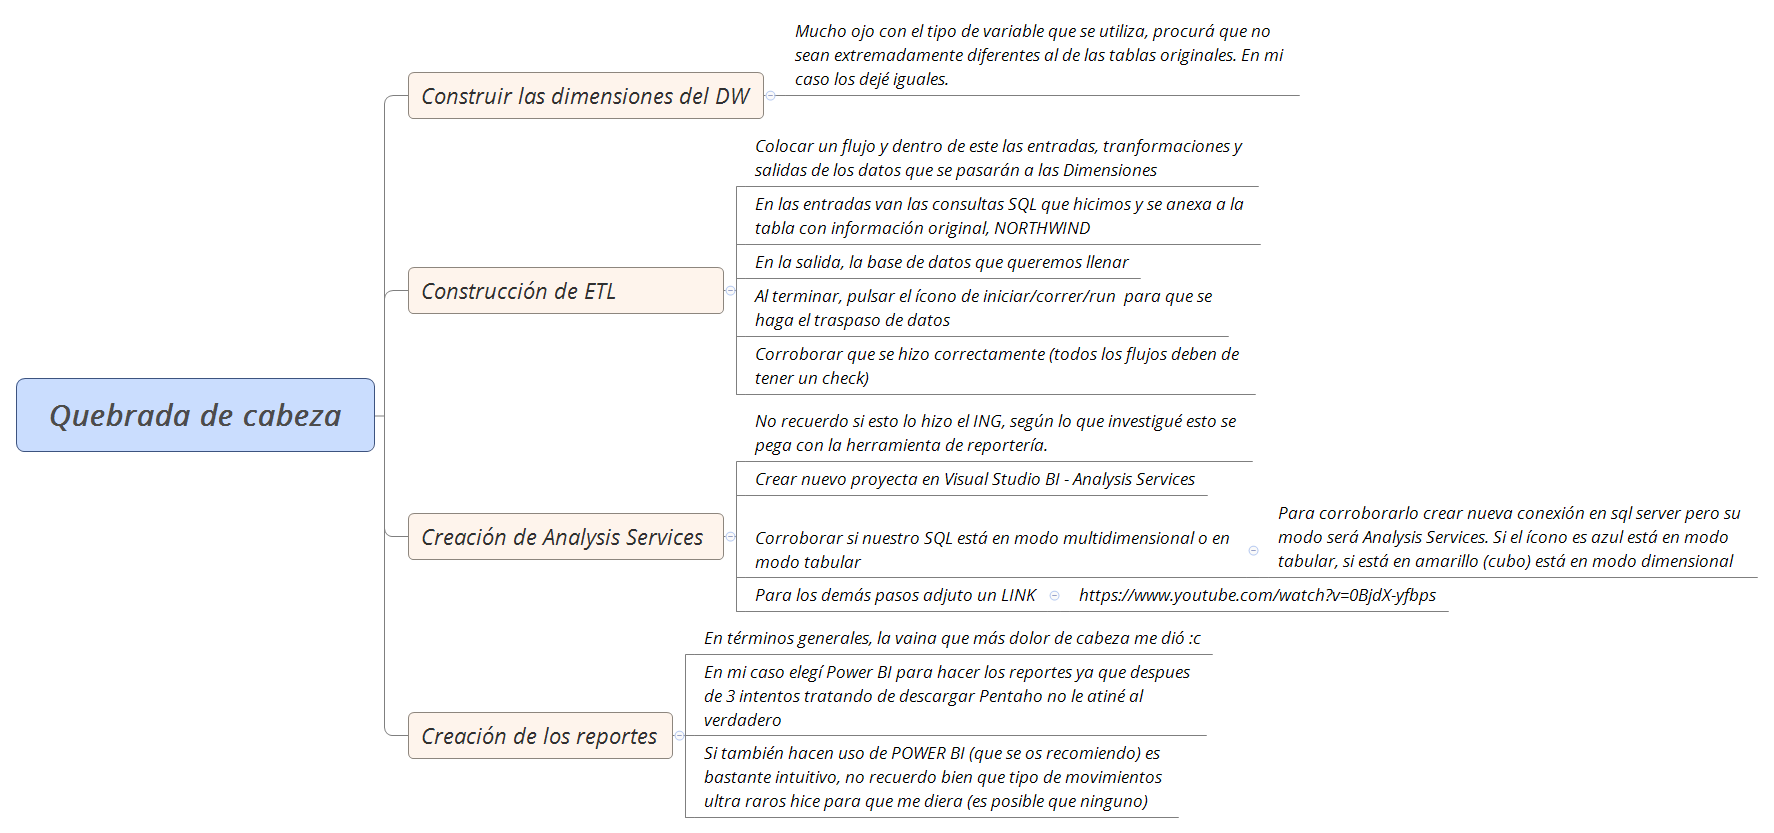 Quebrada de cabeza
Construir las dimensiones del DW
Mucho ojo con el tipo de variable que se utiliza, procurá que no
sean extremadamente diferentes al de las tablas originales. En mi
caso los dejé iguales.
Construcción de ETL
Colocar un flujo y dentro de este las entradas, tranformaciones y
salidas de los datos que se pasarán a las Dimensiones
En las entradas van las consultas SQL que hicimos y se anexa a la
tabla con información original, NORTHWIND
En la salida, la base de datos que queremos llenar
Al terminar, pulsar el ícono de iniciar/correr/run  para que se
haga el traspaso de datos
Corroborar que se hizo correctamente (todos los flujos deben de
tener un check)
Creación de Analysis Services
No recuerdo si esto lo hizo el ING, según lo que investigué esto se
pega con la herramienta de reportería.
Crear nuevo proyecta en Visual Studio BI - Analysis Services
Corroborar si nuestro SQL está en modo multidimensional o en
modo tabular
Para corroborarlo crear nueva conexión en sql server pero su
modo será Analysis Services. Si el ícono es azul está en modo
tabular, si está en amarillo (cubo) está en modo dimensional
Para los demás pasos adjuto un LINK
https://www.youtube.com/watch?v=0BjdX-yfbps
Creación de los reportes
En términos generales, la vaina que más dolor de cabeza me dió :c
En mi caso elegí Power BI para hacer los reportes ya que despues
de 3 intentos tratando de descargar Pentaho no le atiné al
verdadero
Si también hacen uso de POWER BI (que se os recomiendo) es
bastante intuitivo, no recuerdo bien que tipo de movimientos
ultra raros hice para que me diera (es posible que ninguno)